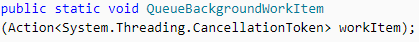 public static void QueueBackgroundWorkItem
(Action<System.Threading.CancellationToken> workItem);